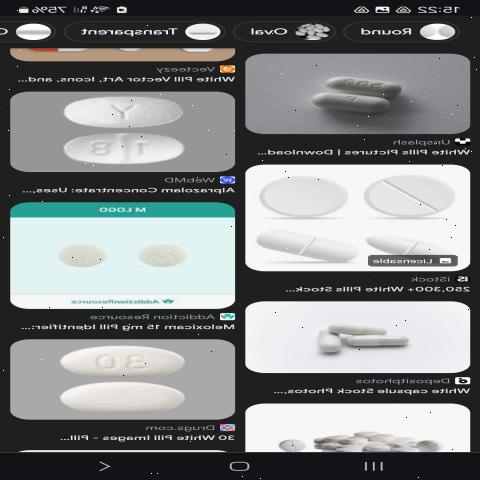 15:22 75%
Round Oval Transparent
Unsplash
White Pills Pictures | Download...
Licensable
iStock
250,300+ White Pills Stock...
Depositphotos
White capsule Stock Photos,...
Vecteezy
White Pill Vector Art, Icons, and...
Y
18
WebMD
Alprazolam Concentrate: Uses,...
M LOGO
M
AddictionResource
Addiction Resource
Meloxicam 15 mg Pill Identifier:...
30
Drugs.com
30 White Pill Images - Pill...